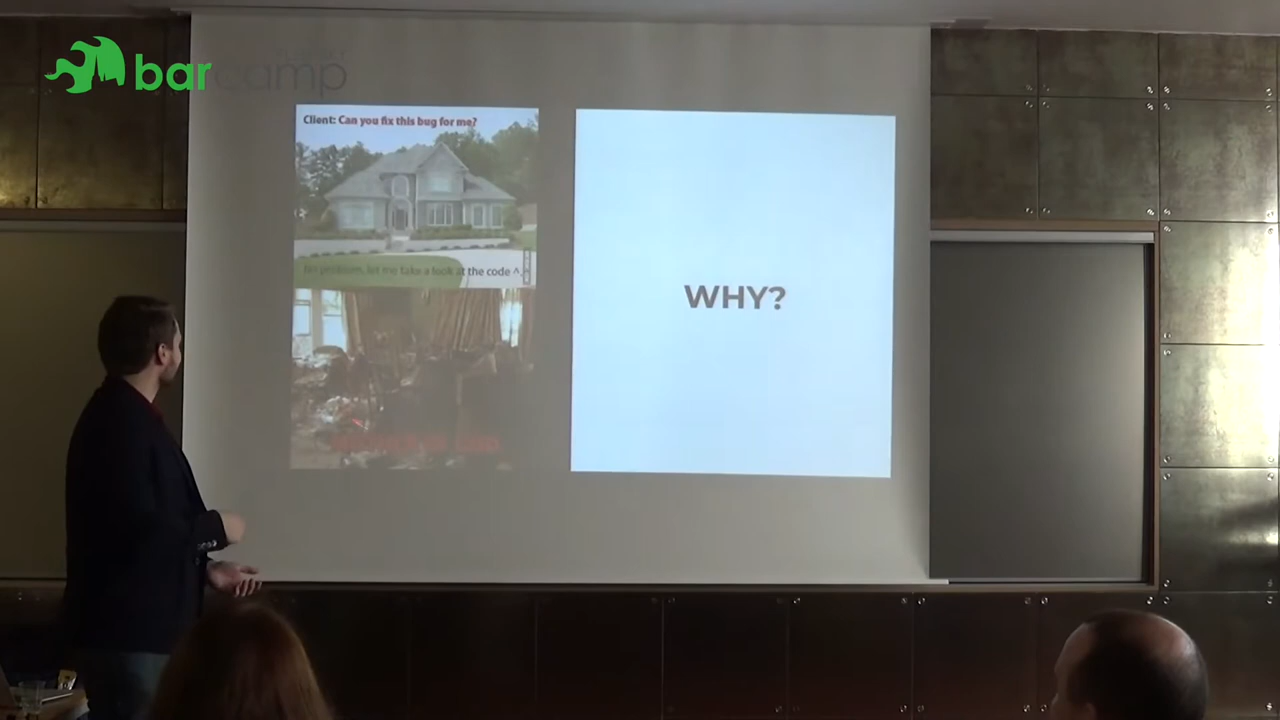 barcamp
Client: Can you fix this bug for me?
No problem, let me take a look at the code ^.^
WHY?